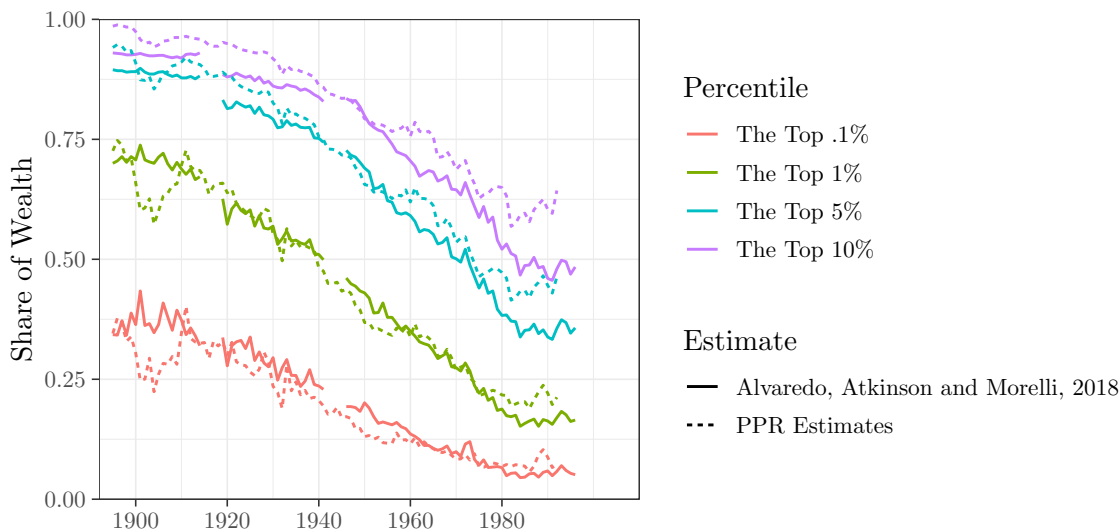 1.00
0.75
0.50
0.25
0.00
Share of Wealth
1900 1920 1940 1960 1980
Percentile
The Top .1%
The Top 1%
The Top 5%
The Top 10%
Estimate
Alvaredo, Atkinson and Morelli, 2018
PPR Estimates